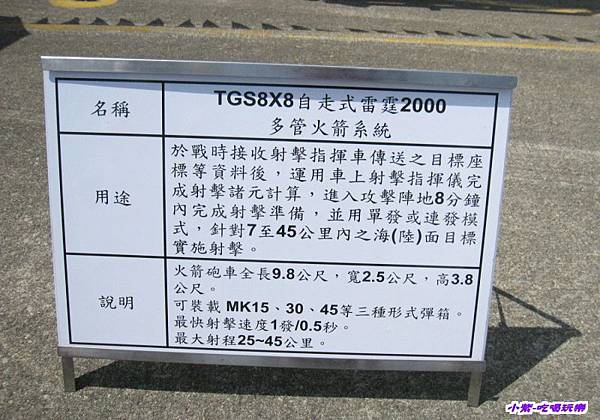 名稱
TGS8X8自走式雷霆2000
多管火箭系統
用途
於戰時接收射擊指揮車傳送之目標座
標等資料後，運用車上射擊指揮儀完
成射擊諸元計算，進入攻擊陣地8分鐘
內完成射擊準備，並用單發或連發模
式，針對7至45公里內之海(陸)面目標
實施射擊。
說明
火箭砲車全長9.8公尺，寬2.5公尺，高3.8
公尺。
可裝載 MK15、30、45等三種形式彈箱。
最快射擊速度1發/0.5秒。
最大射程25~45公里。
小紫-吃喝玩樂